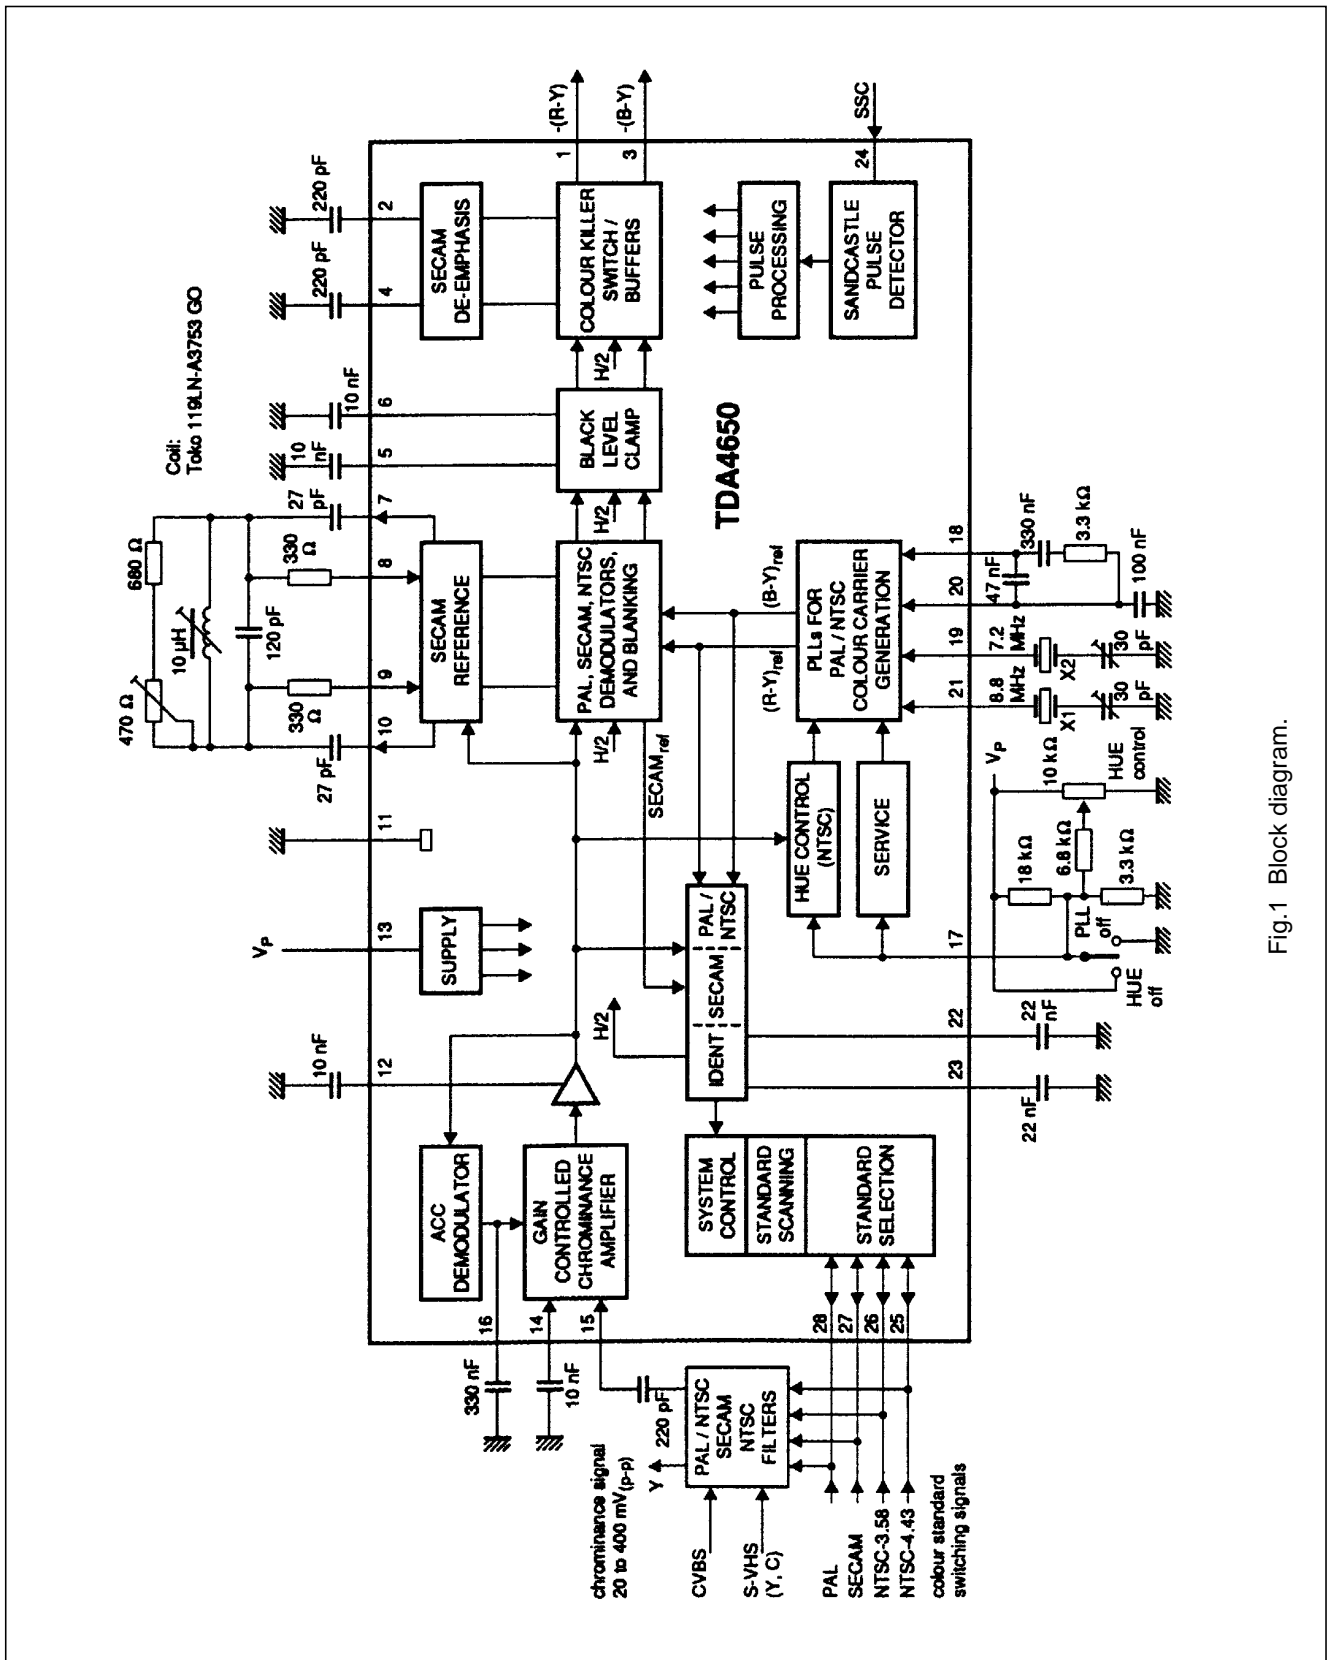 Coil:
Toko 119LN-A3753 GO
470 Ω
680 Ω
10 μH
120 pF
330
Ω
330
Ω
27 pF
27
pF
10
nF
10 nF
220 pF
220 pF
VP
10 nF
330 nF
10 nF
220 pF
16
12
13
11
10
9
8
7
5
6
4
2
14
15
1
3
24
-(R-Y)
-(B-Y)
SSC
ACC
DEMODULATOR
SUPPLY
SECAM
REFERENCE
SECAM
DE-EMPHASIS
GAIN
CONTROLLED
CHROMINANCE
AMPLIFIER
PAL, SECAM, NTSC
DEMODULATORS,
AND BLANKING
BLACK
LEVEL
CLAMP
COLOUR KILLER
SWITCH /
BUFFERS
H/2
H/2
H/2
H/2
SECAMref
chrominance signal
20 to 400 mV(p-p)
Y
CVBS
S-VHS
(Y, C)
PAL / NTSC
SECAM
NTSC
FILTERS
SYSTEM
CONTROL
STANDARD
SCANNING
STANDARD
SELECTION
IDENT
SECAM
PAL /
NTSC
TDA4650
PULSE
PROCESSING
SANDCASTLE
PULSE
DETECTOR
(R-Y)ref
(B-Y)ref
HUE CONTROL
(NTSC)
SERVICE
PLLs FOR
PAL / NTSC
COLOUR CARRIER
GENERATION
PAL
SECAM
NTSC-3.58
NTSC-4.43
colour standard
switching signals
28
27
26
25
23
22
17
21
19
20
18
22 nF
22
nF
HUE
off
PLL
off
18 kΩ
6.8 kΩ
3.3 kΩ
VP
10 kΩ
HUE
control
8.8
MHz
X1
30
pF
7.2
MHz
X2
30
pF
47 nF
330 nF
3.3 kΩ
100 nF
Fig.1 Block diagram.